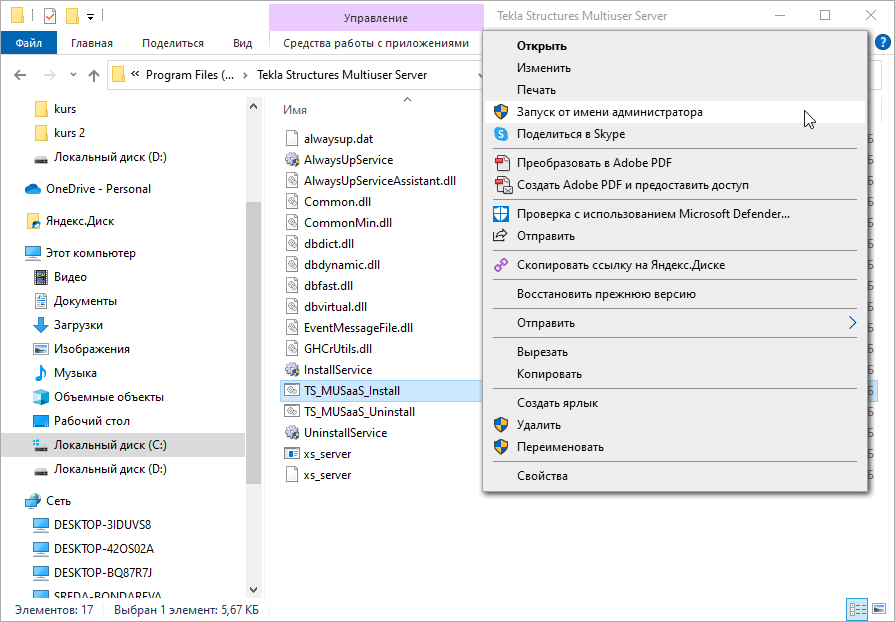 Управление
Tekla Structures Multiuser Server
Файл
Главная
Поделиться
Вид
Средства работы с приложениями
« Program Files (... › Tekla Structures Multiuser Server
kurs
kurs 2
Локальный диск (D:)
OneDrive - Personal
Яндекс.Диск
Этот компьютер
Видео
Документы
Загрузки
Изображения
Музыка
Объемные объекты
Рабочий стол
Локальный диск (C:)
Локальный диск (D:)
Сеть
DESKTOP-3IDUVS8
DESKTOP-42OS02A
DESKTOP-BQ87R7J
SREDA-BONDAREVA
Имя
alwaysup.dat
AlwaysUpService
AlwaysUpServiceAssistant.dll
Common.dll
CommonMin.dll
dbdict.dll
dbdynamic.dll
dbfast.dll
dbvirtual.dll
EventMessageFile.dll
GHCrUtils.dll
InstallService
TS_MUSaaS_Install
TS_MUSaaS_Uninstall
UninstallService
xs_server
xs_server
Открыть
Изменить
Печать
Запуск от имени администратора
Поделиться в Skype
Преобразовать в Adobe PDF
Создать Adobe PDF и предоставить доступ
Проверка с использованием Microsoft Defender...
Отправить
Скопировать ссылку на Яндекс.Диске
Восстановить прежнюю версию
Отправить
Вырезать
Копировать
Создать ярлык
Удалить
Переименовать
Свойства
Элементов: 17
Выбран 1 элемент: 5,67 КБ